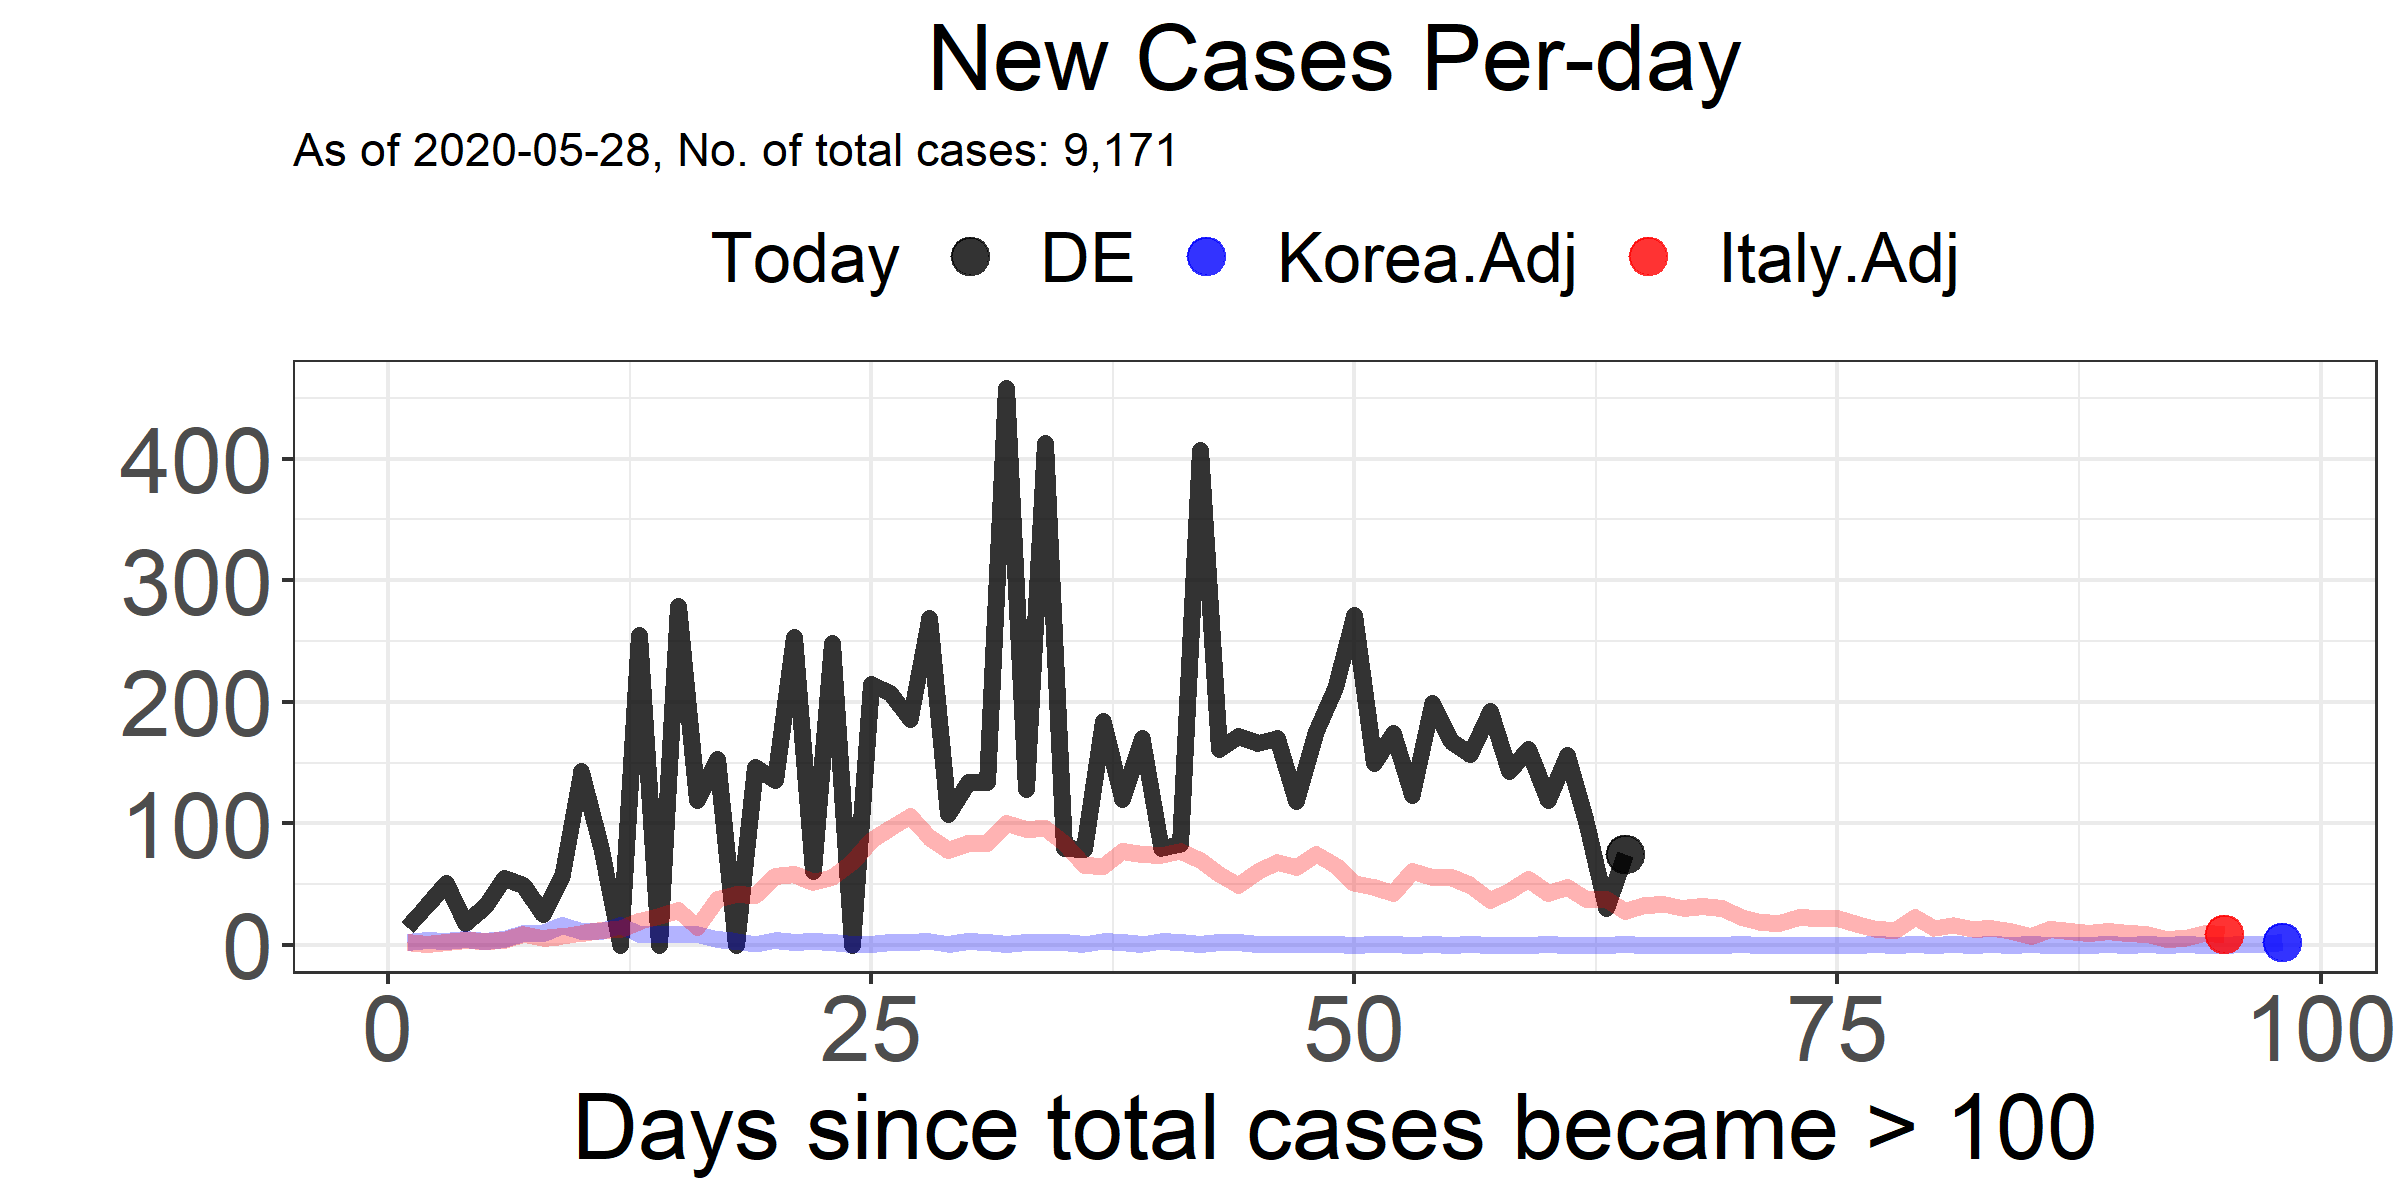 New Cases Per-day
As of 2020-05-28, No. of total cases: 9,171
Today DE Korea.Adj Italy.Adj
400
300
200
100
0
0 25 50 75 100
Days since total cases became > 100